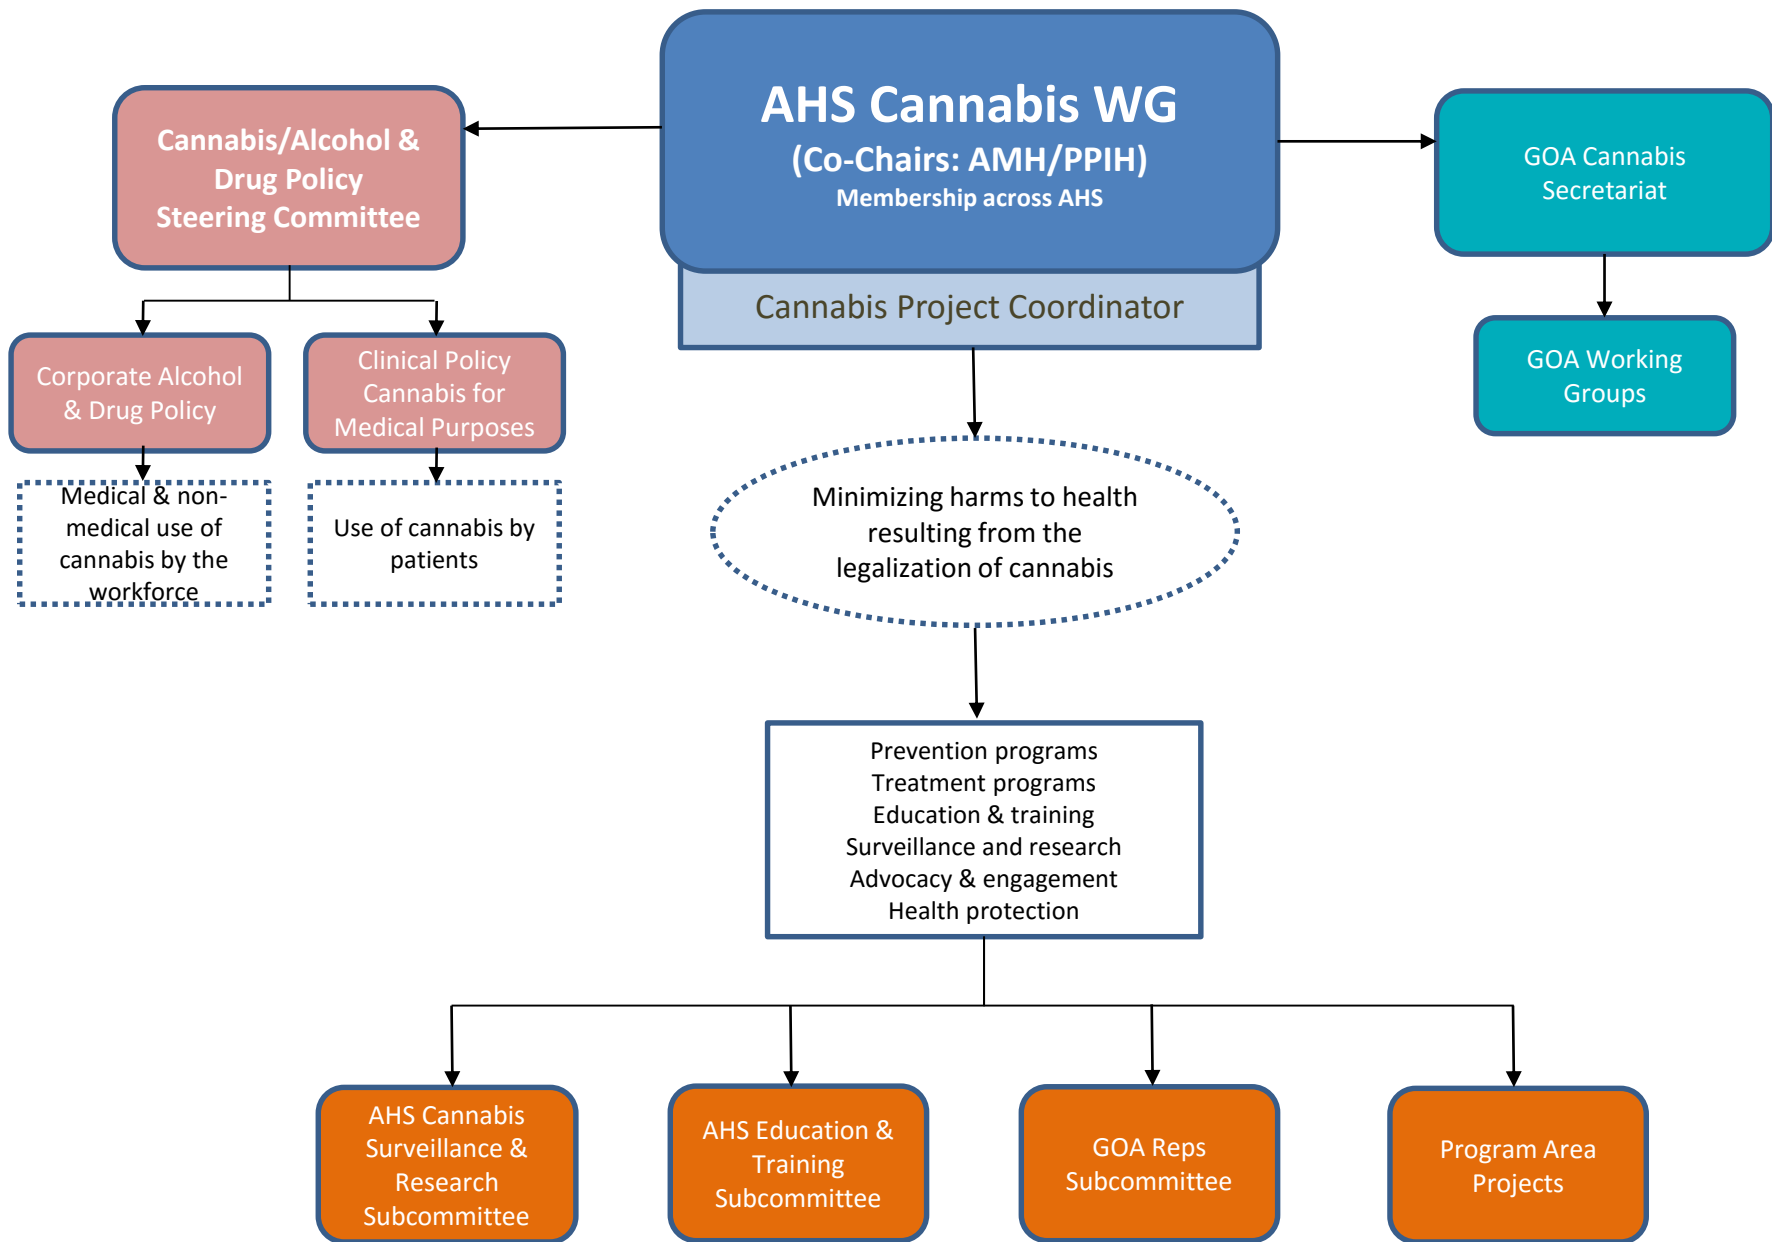 AHS Cannabis WG
(Co-Chairs: AMH/PPIH)
Membership across AHS
Cannabis Project Coordinator
Cannabis/Alcohol &
Drug Policy
Steering Committee
GOA Cannabis
Secretariat
Corporate Alcohol
& Drug Policy
Clinical Policy
Cannabis for
Medical Purposes
GOA Working
Groups
Medical & non-
medical use of
cannabis by the
workforce
Use of cannabis by
patients
Minimizing harms to health
resulting from the
legalization of cannabis
Prevention programs
Treatment programs
Education & training
Surveillance and research
Advocacy & engagement
Health protection
AHS Cannabis
Surveillance &
Research
Subcommittee
AHS Education &
Training
Subcommittee
GOA Reps
Subcommittee
Program Area
Projects